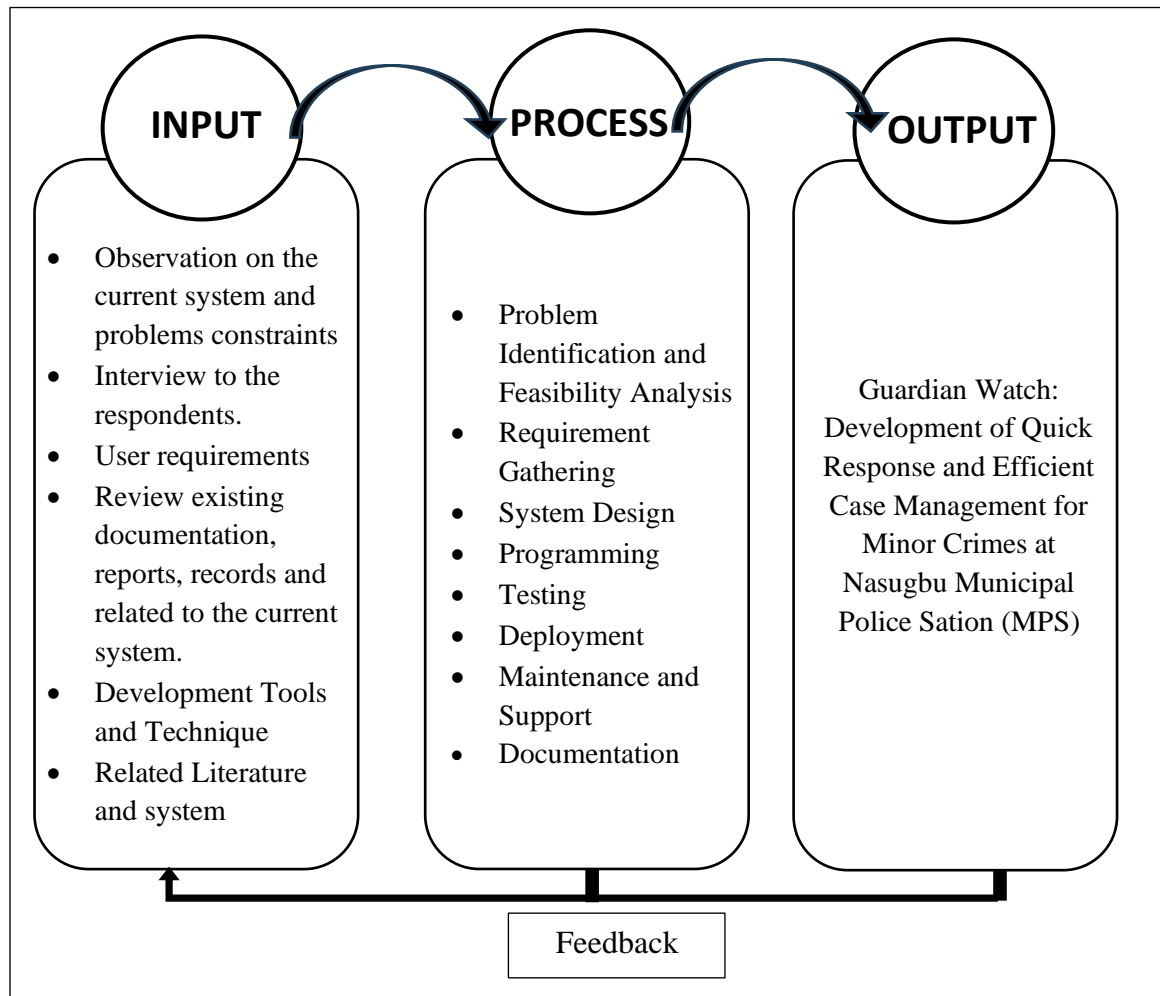 INPUT
PROCESS
OUTPUT
• Observation on the
current system and
problems constraints
• Interview to the
respondents.
• User requirements
• Review existing
documentation,
reports, records and
related to the current
system.
• Development Tools
and Technique
• Related Literature
and system
• Problem
Identification and
Feasibility Analysis
• Requirement
Gathering
• System Design
• Programming
• Testing
• Deployment
• Maintenance and
Support
• Documentation
Guardian Watch:
Development of Quick
Response and Efficient
Case Management for
Minor Crimes at
Nasugbu Municipal
Police Sation (MPS)
Feedback